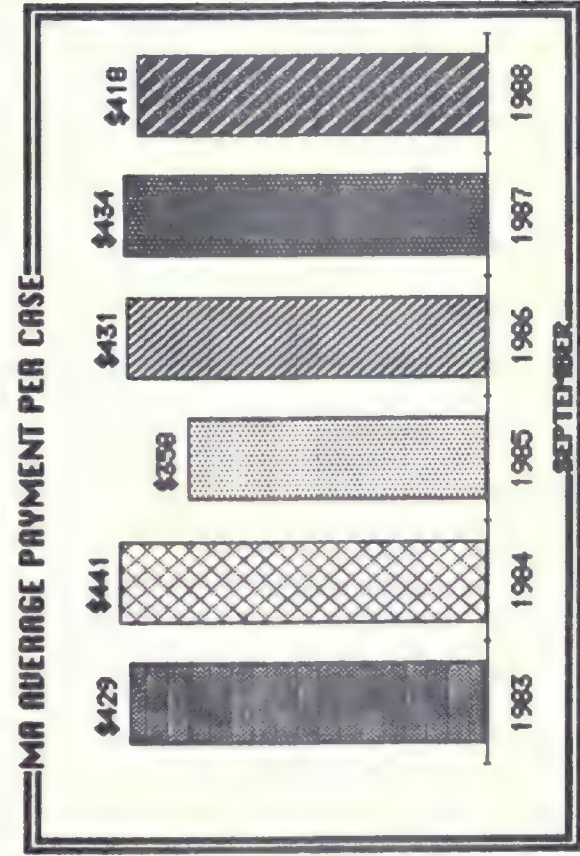 MA AVERAGE PAYMENT PER CASE
$429 $441 $358 $431 $434 $418
1983 1984 1985 1986 1987 1988
SEPTEMBER